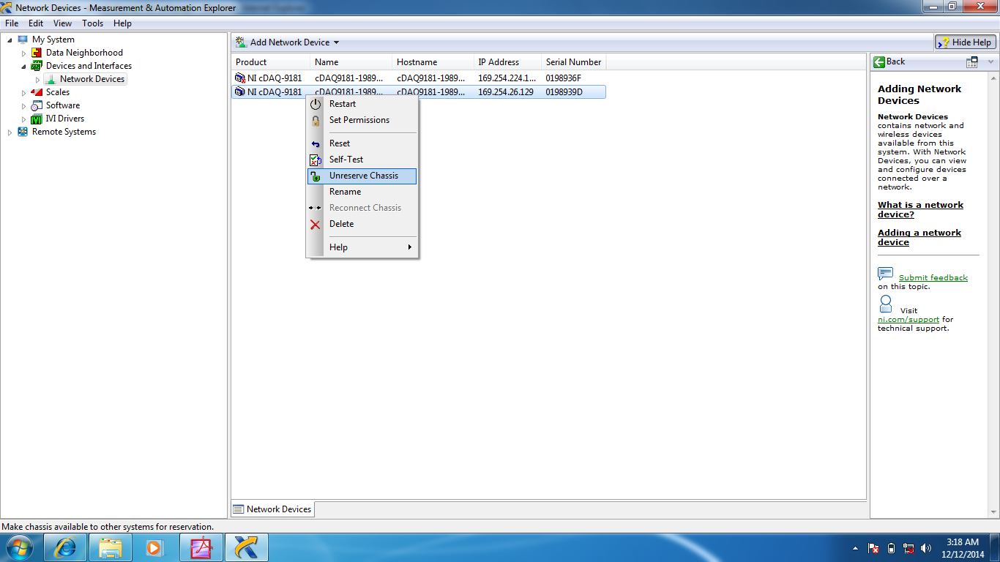 Network Devices - Measurement & Automation Explorer
File Edit View Tools Help
My System
Data Neighborhood
Devices and Interfaces
Network Devices
Scales
Software
IVI Drivers
Remote Systems
Add Network Device
Hide Help
Product Name Hostname IP Address Serial Number
NI cDAQ-9181 cDAQ9181-1989... cDAQ9181-1989... 169.254.224.1... 0198936F
NI cDAQ-9181 cDAQ9181-1989... cDAQ9181-1989... 169.254.26.129 0198939D
Restart
Set Permissions
Reset
Self-Test
Unreserve Chassis
Rename
Reconnect Chassis
Delete
Help
Back
Adding Network
Devices
Network Devices
contains network and
wireless devices
available from this
system. With Network
Devices, you can view
and configure devices
connected over a
network.
What is a network
device?
Adding a network
device
Submit feedback
on this topic.
Visit
ni.com/support for
technical support.
Network Devices
Make chassis available to other systems for reservation.
3:18 AM
12/12/2014